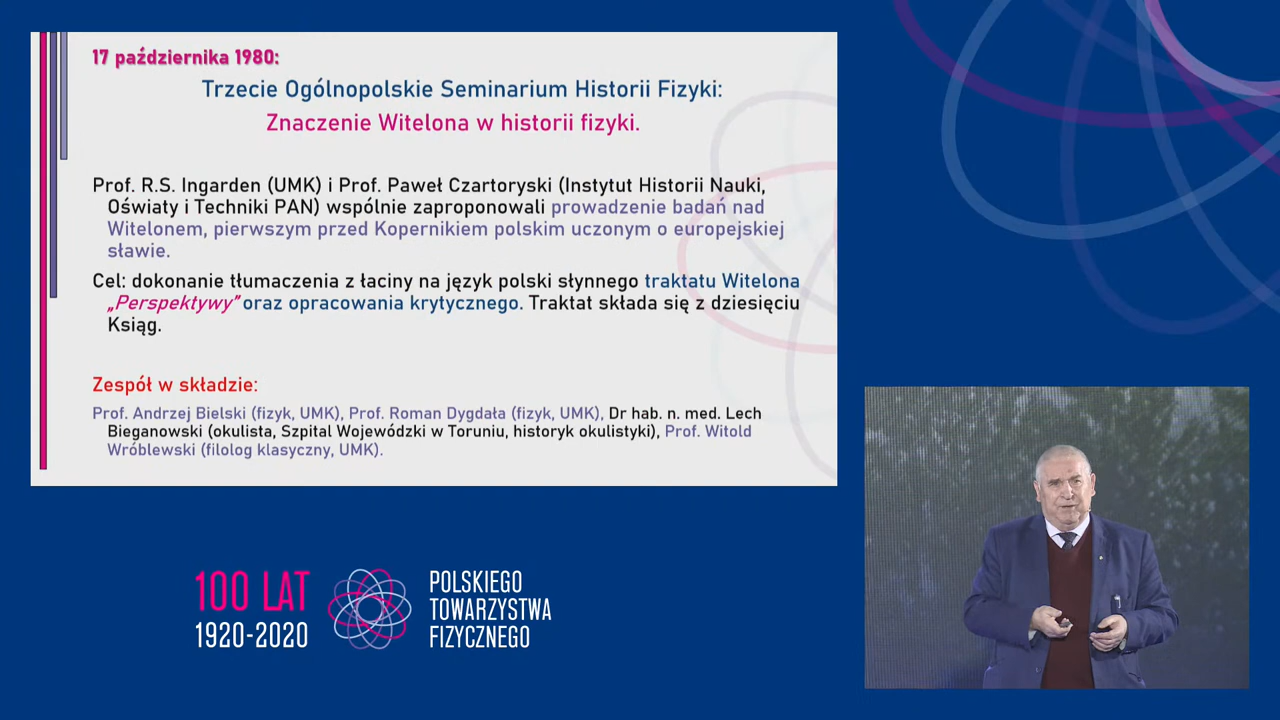 17 października 1980:
Trzecie Ogólnopolskie Seminarium Historii Fizyki:
Znaczenie Witelona w historii fizyki.
Prof. R.S. Ingarden (UMK) i Prof. Paweł Czartoryski (Instytut Historii Nauki,
Oświaty i Techniki PAN) wspólnie zaproponowali prowadzenie badań nad
Witelonem, pierwszym przed Kopernikiem polskim uczonym o europejskiej
sławie.
Cel: dokonanie tłumaczenia z łaciny na język polski słynnego traktatu Witelona
„Perspektywy” oraz opracowania krytycznego. Traktat składa się z dziesięciu
Ksiąg.
Zespół w składzie:
Prof. Andrzej Bielski (fizyk, UMK), Prof. Roman Dygdała (fizyk, UMK), Dr hab. n. med. Lech
Bieganowski (okulista, Szpital Wojewódzki w Toruniu, historyk okulistyki), Prof. Witold
Wróblewski (filolog klasyczny, UMK).
100 LAT
1920-2020
POLSKIEGO
TOWARZYSTWA
FIZYCZNEGO